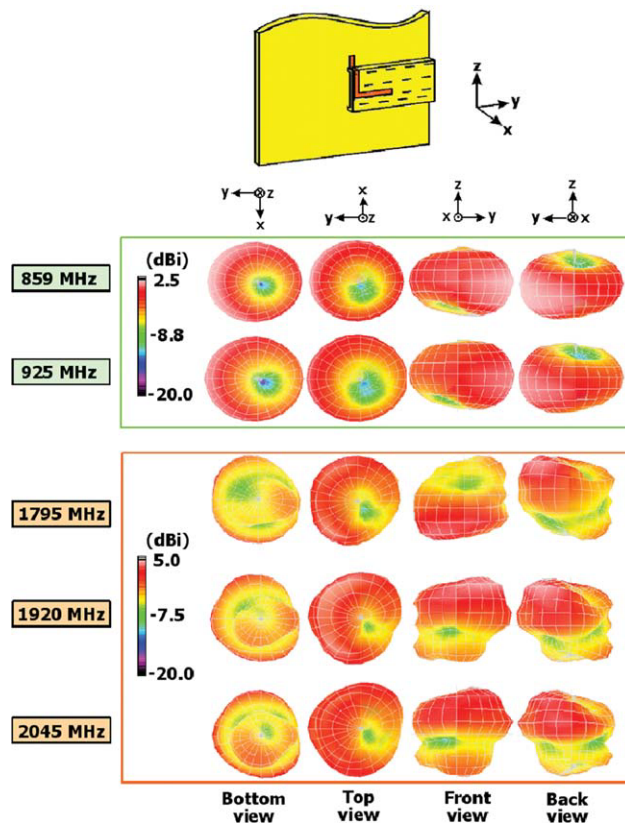 z
y
x
y z x
x y z
z x y
z y x
859 MHz
(dBi)
2.5
-8.8
-20.0
925 MHz
1795 MHz
(dBi)
5.0
-7.5
-20.0
1920 MHz
2045 MHz
Bottom view
Top view
Front view
Back view